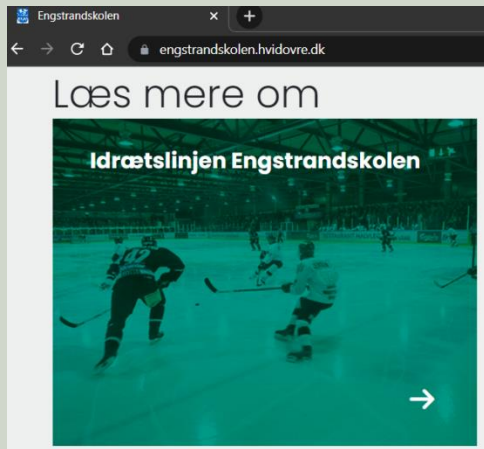 Engstrandskolen
engstrandskolen.hvidovre.dk
Læs mere om
Idrætslinjen Engstrandskolen